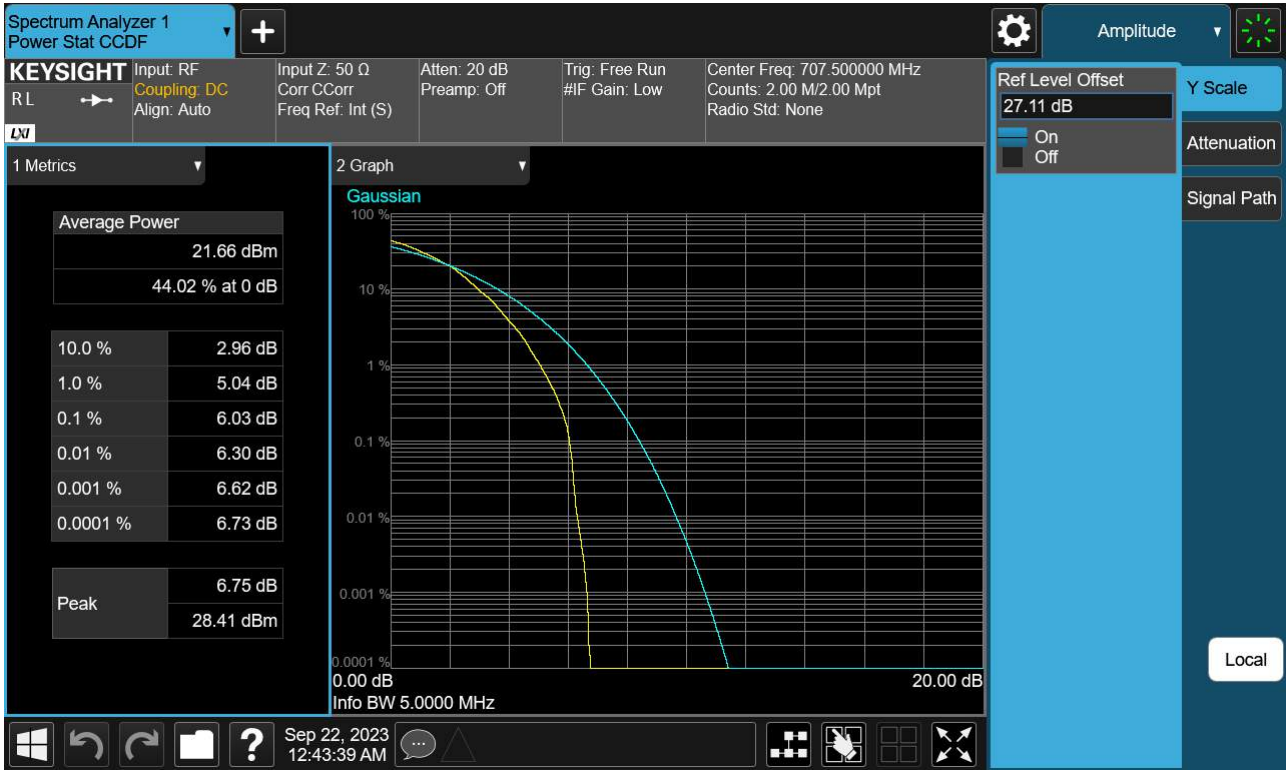 Spectrum Analyzer 1
Power Stat CCDF
+
Amplitude
KEYSIGHT
R L
LXI
Input: RF
Coupling: DC
Align: Auto
Input Z: 50 Ω
Corr CCorr
Freq Ref: Int (S)
Atten: 20 dB
Preamp: Off
Trig: Free Run
#IF Gain: Low
Center Freq: 707.500000 MHz
Counts: 2.00 M/2.00 Mpt
Radio Std: None
Ref Level Offset
27.11 dB
On
Off
Y Scale
Attenuation
Signal Path
Local
1 Metrics
Average Power
21.66 dBm
44.02 % at 0 dB
10.0 % 2.96 dB
1.0 % 5.04 dB
0.1 % 6.03 dB
0.01 % 6.30 dB
0.001 % 6.62 dB
0.0001 % 6.73 dB
Peak
6.75 dB
28.41 dBm
2 Graph
Gaussian
100 %
10 %
1 %
0.1 %
0.01 %
0.001 %
0.0001 %
0.00 dB 20.00 dB
Info BW 5.0000 MHz
?
Sep 22, 2023
12:43:39 AM